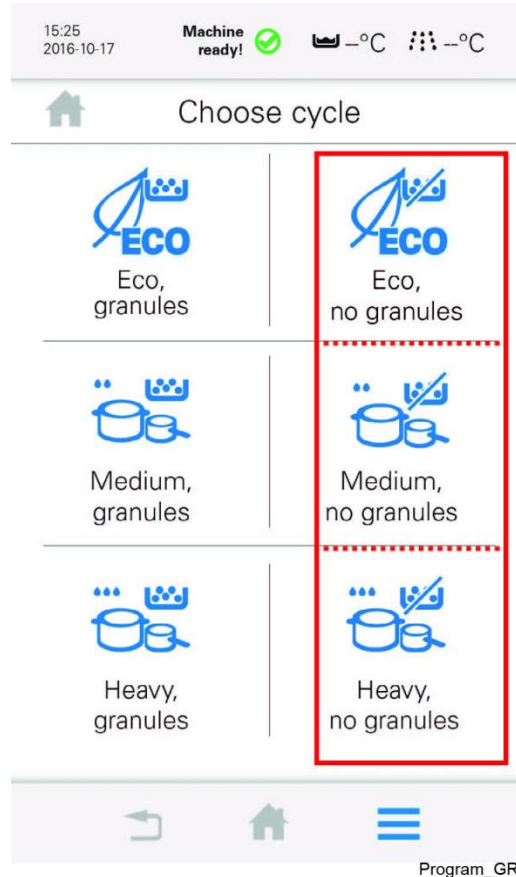 15:25
2016-10-17
Machine
ready!
--°C
--°C
Choose cycle
ECO
Eco,
granules
ECO
Eco,
no granules
Medium,
granules
Medium,
no granules
Heavy,
granules
Heavy,
no granules
Program_GR